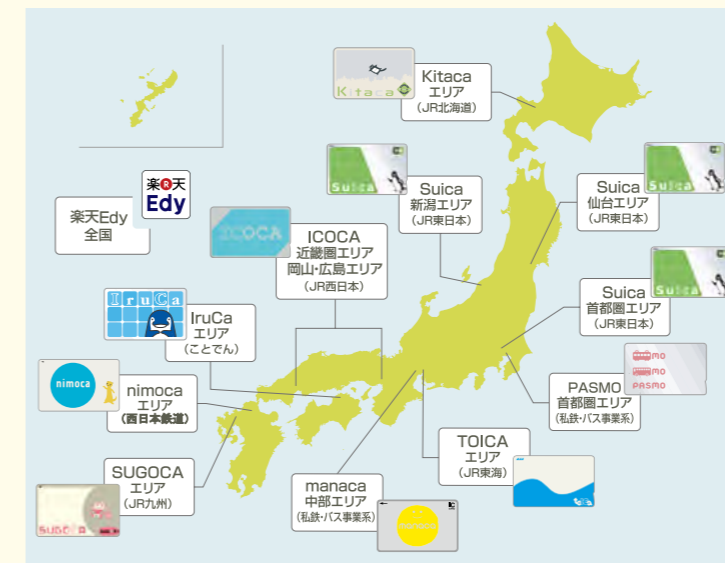 Kitaca
Kitaca
エリア
(JR北海道)
Suica
Suica
新潟エリア
(JR東日本)
Suica
Suica
仙台エリア
(JR東日本)
楽R天
Edy
楽天Edy
全国
ICOCA
ICOCA
近畿圏エリア
岡山・広島エリア
(JR西日本)
Suica
Suica
首都圏エリア
(JR東日本)
IruCa
IruCa
エリア
(ことでん)
nimoca
nimoca
エリア
(西日本鉄道)
PASMO
PASMO
首都圏エリア
(私鉄・バス事業系)
TOICA
エリア
(JR東海)
SUGOCA
エリア
(JR九州)
manaca
中部エリア
(私鉄・バス事業系)